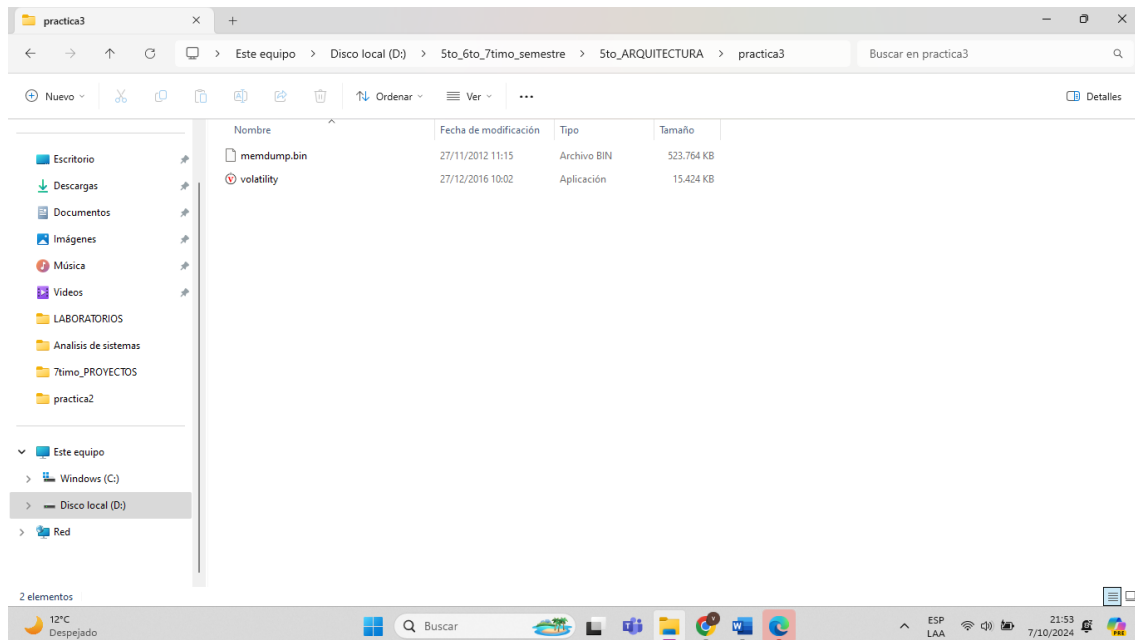 practica3
Este equipo > Disco local (D:) > 5to_6to_7timo_semestre > 5to_ARQUITECTURA > practica3
Buscar en practica3
Nuevo
Ordenar
Ver
Detalles
Nombre Fecha de modificación Tipo Tamaño
memdump.bin 27/11/2012 11:15 Archivo BIN 523.764 KB
volatility 27/12/2016 10:02 Aplicación 15.424 KB
Escritorio
Descargas
Documentos
Imágenes
Música
Videos
LABORATORIOS
Analisis de sistemas
7timo_PROYECTOS
practica2
Este equipo
Windows (C:)
Disco local (D:)
Red
2 elementos
12°C
Despejado
Buscar
ESP
LAA
21:53
7/10/2024
PRE